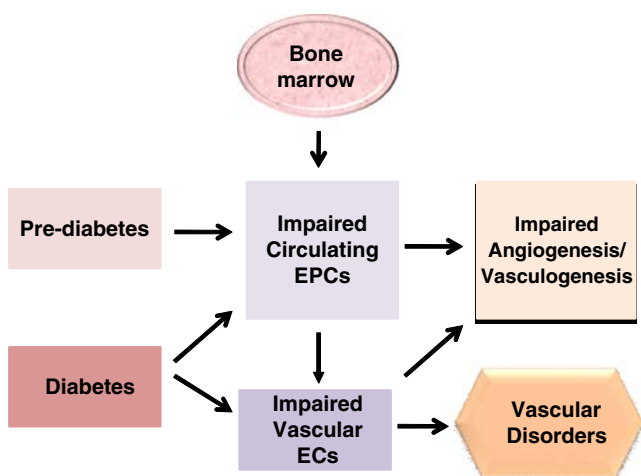 Bone
marrow
Pre-diabetes
Impaired
Circulating
EPCs
Impaired
Angiogenesis/
Vasculogenesis
Diabetes
Impaired
Vascular
ECs
Vascular
Disorders